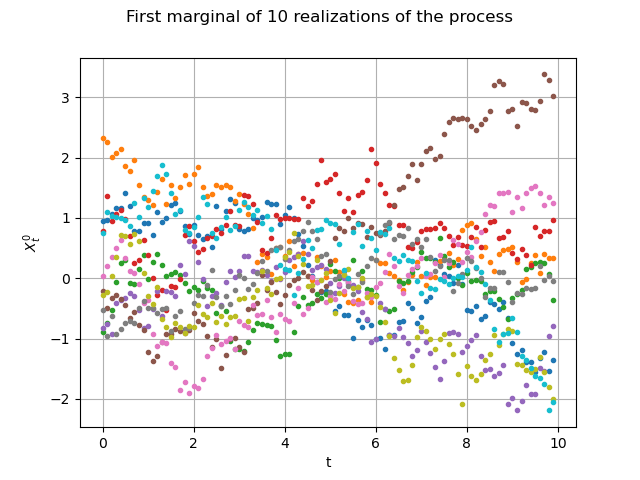 First marginal of 10 realizations of the process
3
2
1
0
−1
−2
X_t^0
0 2 4 6 8 10
t